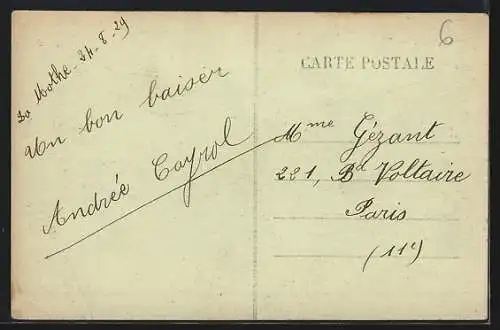 La Mothe - 24-8-29
Un bon baiser
Andrée Cayrol
6
CARTE POSTALE
Mme Gézant
221, Bd Voltaire
Paris
(11e)